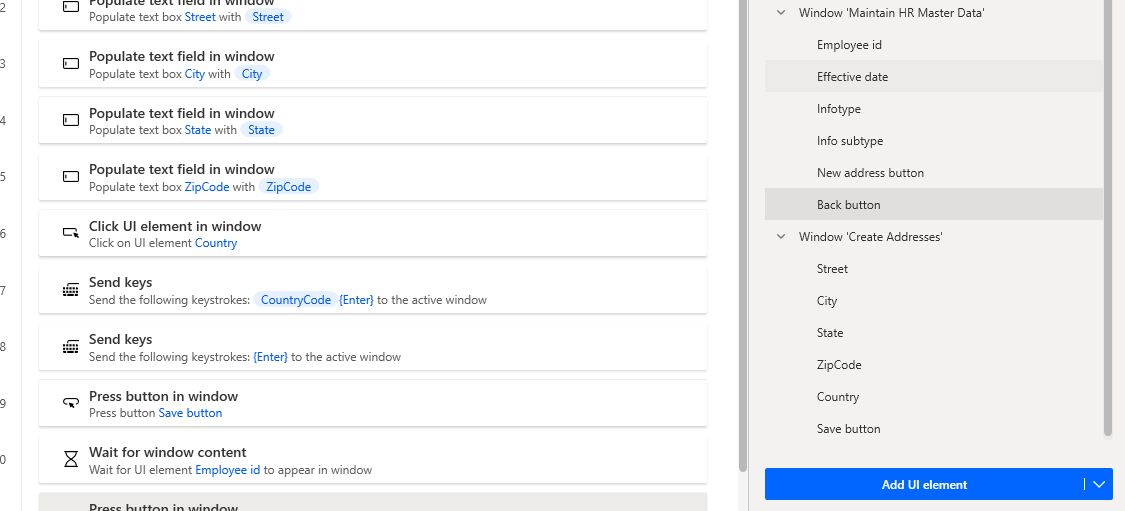 2
Populate text field in window
Populate text box Street with Street
3
Populate text field in window
Populate text box City with City
4
Populate text field in window
Populate text box State with State
5
Populate text field in window
Populate text box ZipCode with ZipCode
6
Click UI element in window
Click on UI element Country
7
Send keys
Send the following keystrokes: CountryCode {Enter} to the active window
8
Send keys
Send the following keystrokes: {Enter} to the active window
9
Press button in window
Press button Save button
0
Wait for window content
Wait for UI element Employee id to appear in window
Press button in window
Window 'Maintain HR Master Data'
Employee id
Effective date
Infotype
Info subtype
New address button
Back button
Window 'Create Addresses'
Street
City
State
ZipCode
Country
Save button
Add UI element